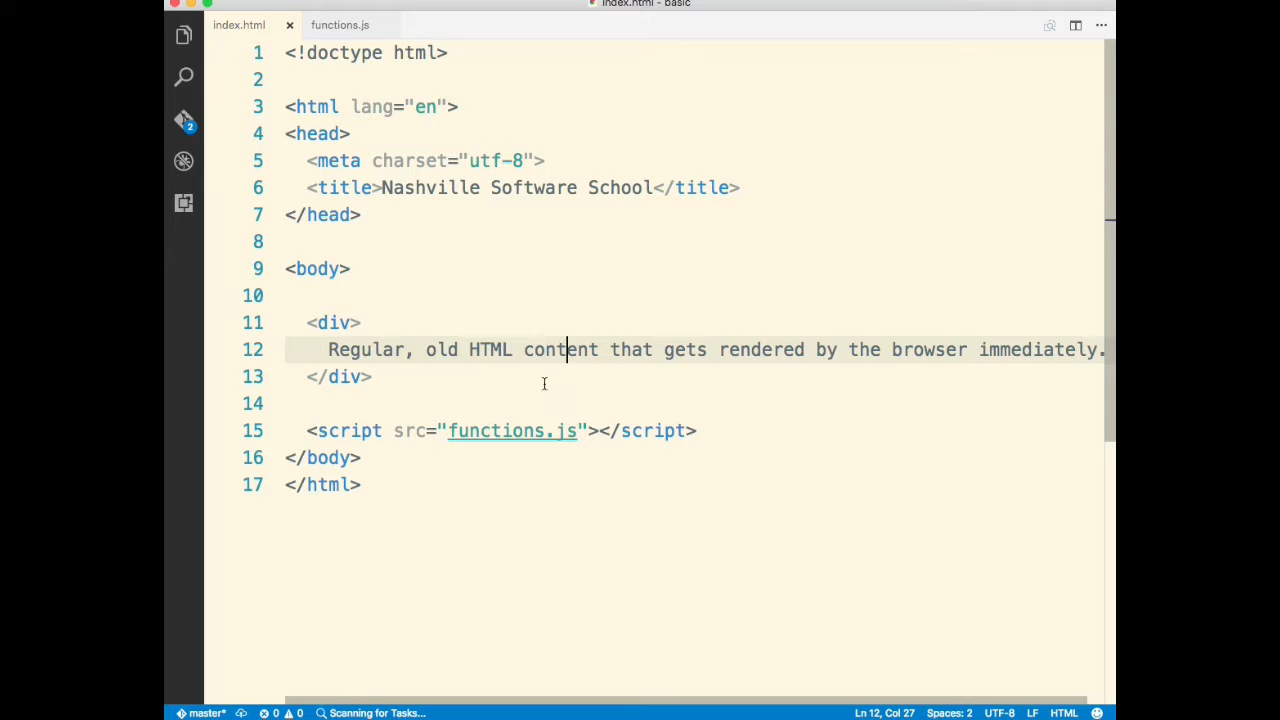 index.html - basic
index.html × functions.js
1 <!doctype html>
2
3 <html lang="en">
4 <head>
5   <meta charset="utf-8">
6   <title>Nashville Software School</title>
7 </head>
8
9 <body>
10
11   <div>
12     Regular, old HTML content that gets rendered by the browser immediately.
13   </div>
14
15   <script src="functions.js"></script>
16 </body>
17 </html>
2
master* 0 0 Scanning for Tasks... Ln 12, Col 27 Spaces: 2 UTF-8 LF HTML